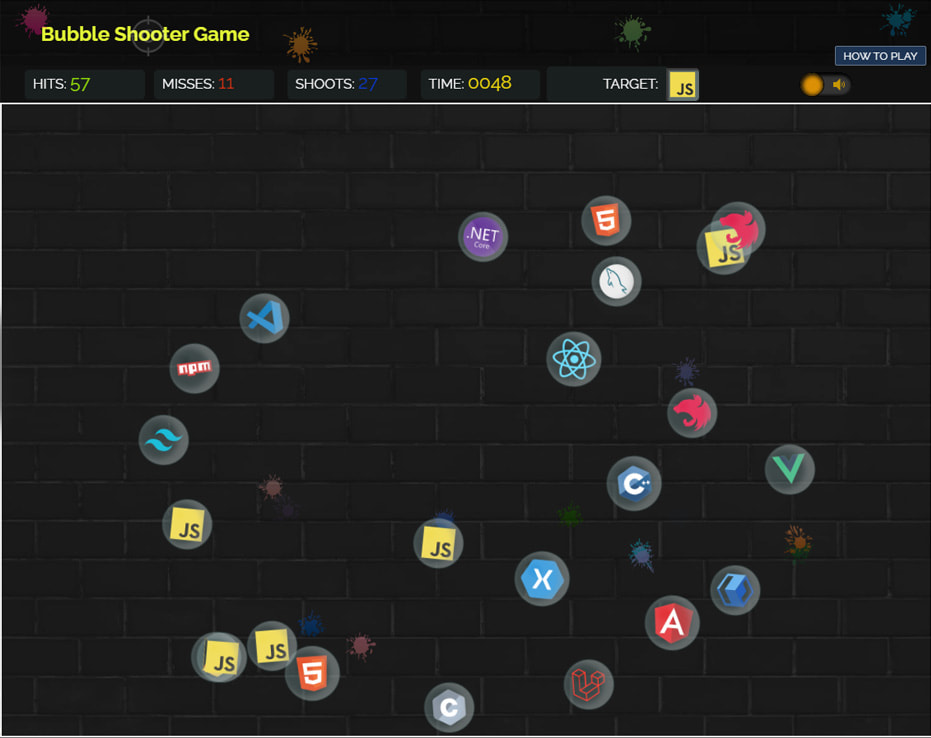 Bubble Shooter Game
HOW TO PLAY
HITS: 57
MISSES: 11
SHOOTS: 27
TIME: 0048
TARGET:
JS
.NET
Core
5
JS
npm
C++
JS
JS
X
A
JS
JS
5
C